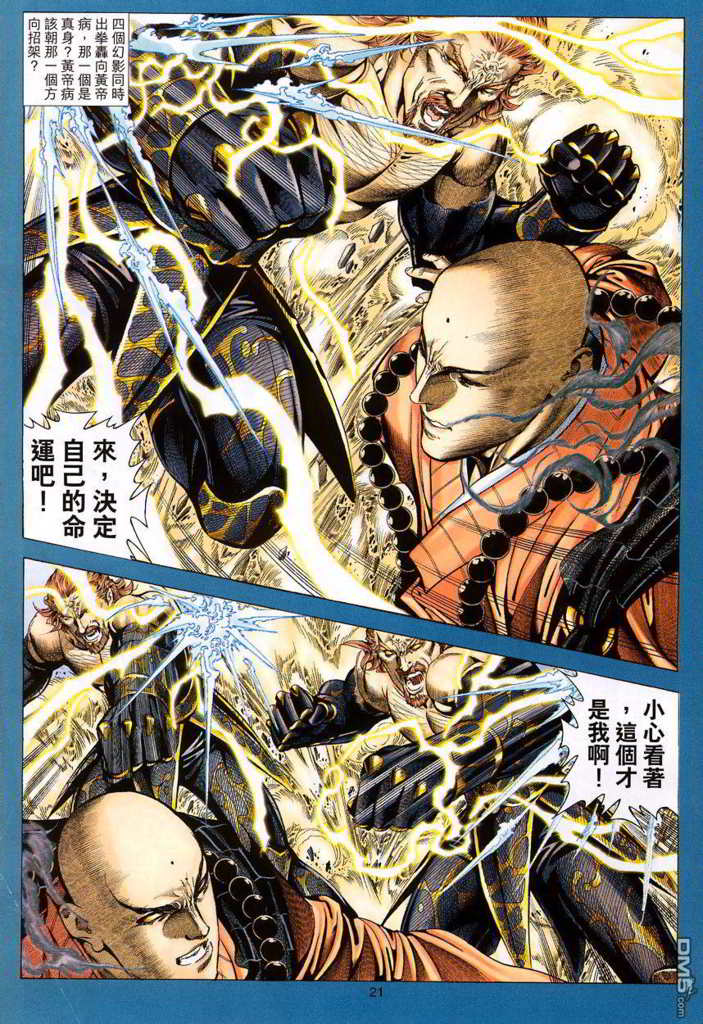 四個幻影同時
出拳轟向黃帝
病，那一個是
真身？黃帝病
該朝那一個方
向招架？
來，決定
自己的命
運吧！
小心看著
，這個才
是我啊！
21
DM5.com